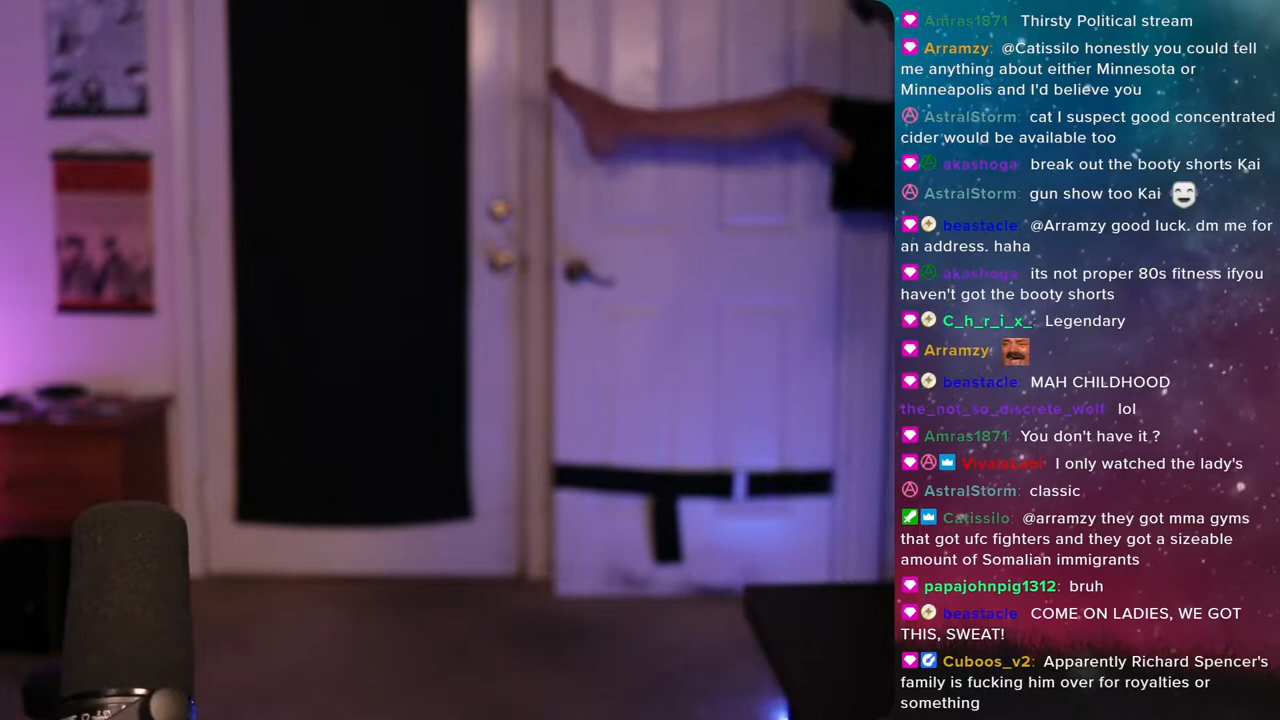 Amras1871: Thirsty Political stream
Arramzy: @Catissilo honestly you could tell
me anything about either Minnesota or
Minneapolis and I'd believe you
AstralStorm: cat I suspect good concentrated
cider would be available too
akashoga: break out the booty shorts Kai
AstralStorm: gun show too Kai
beastacle: @Arramzy good luck. dm me for
an address. haha
akashoga: its not proper 80s fitness ifyou
haven't got the booty shorts
C_h_r_i_x_: Legendary
Arramzy:
beastacle: MAH CHILDHOOD
the_not_so_discrete_wolf: lol
Amras1871: You don't have it ?
VivalaLebi: I only watched the lady's
AstralStorm: classic
Catissilo: @arramzy they got mma gyms
that got ufc fighters and they got a sizeable
amount of Somalian immigrants
papajohnpig1312: bruh
beastacle: COME ON LADIES, WE GOT
THIS, SWEAT!
Cuboos_v2: Apparently Richard Spencer's
family is fucking him over for royalties or
something